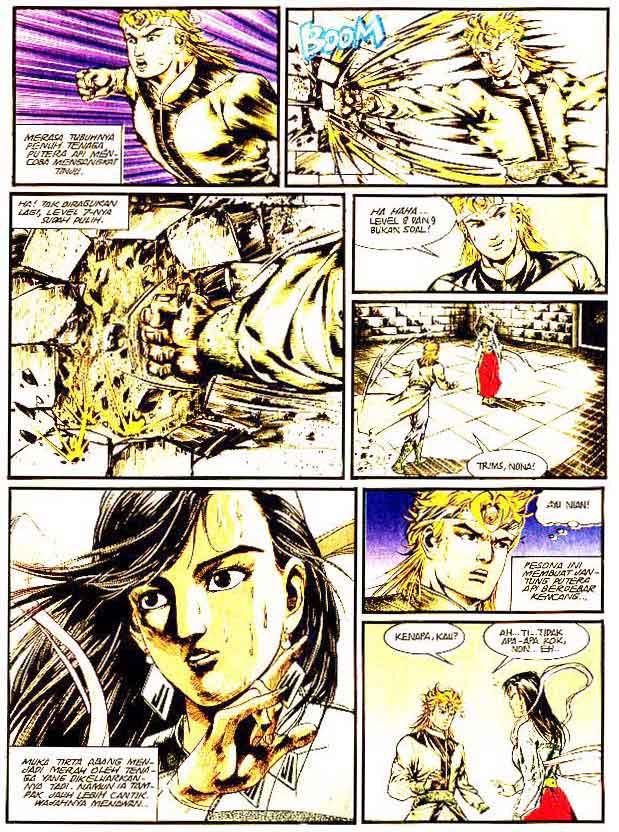 BOOM
MERASA TUBUHNYA
PENUH TENAGA
PUTERA API MEN-
COBA MENGANGKAT
TINJU.
HA! TAK DIRAGUKAN
LAGI, LEVEL 7-NYA
SUDAH PULIH.
HA HAHA...
LEVEL 8 DAN 9
BUKAN SOAL!
TRIMS, NONA!
MUKA TIRTA ABANG MEN-
JADI MERAH OLEH TENA-
GA YANG DIKELUARKAN-
NYA TADI. NAMUN IA TAM-
PAK JAUH LEBIH CANTIK.
WAJAHNYA MENAWAN...
AYU NIAN!
PESONA INI
MEMBUAT JAN-
TUNG PUTERA
API BERDEBAR
KENCANG...
KENAPA, KAU?
AH... TI... TIDAK
APA-APA KOK,
NON... EH...